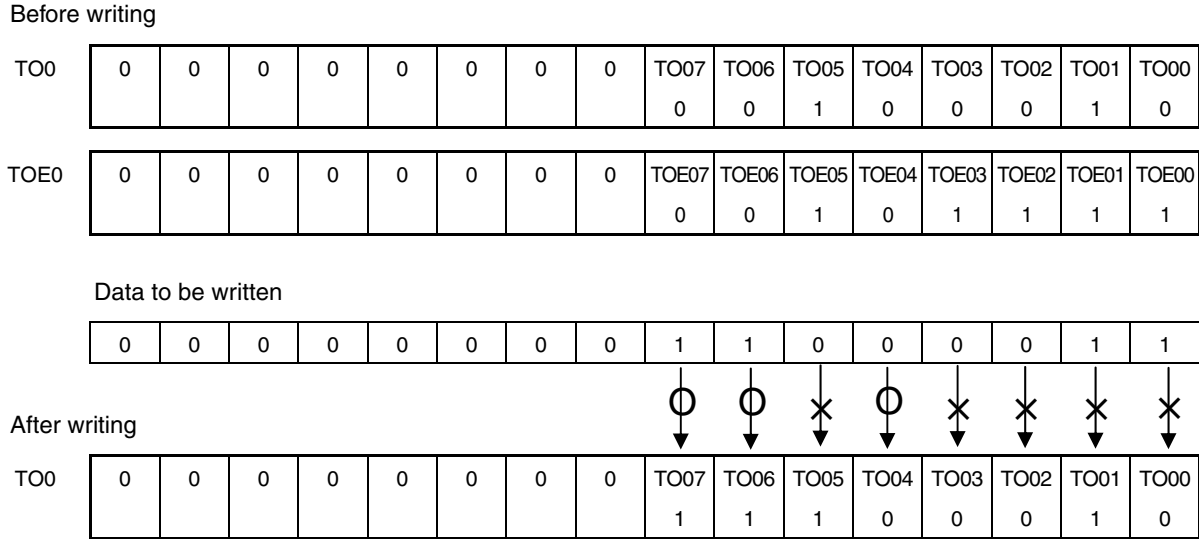 Before writing
TO0 0 0 0 0 0 0 0 0 TO07 TO06 TO05 TO04 TO03 TO02 TO01 TO00
0 0 1 0 0 0 1 0
TOE0 0 0 0 0 0 0 0 0 TOE07 TOE06 TOE05 TOE04 TOE03 TOE02 TOE01 TOE00
0 0 1 0 1 1 1 1
Data to be written
0 0 0 0 0 0 0 0 1 1 0 0 0 0 1 1
O O × O × × × ×
After writing
TO0 0 0 0 0 0 0 0 0 TO07 TO06 TO05 TO04 TO03 TO02 TO01 TO00
1 1 1 0 0 0 1 0